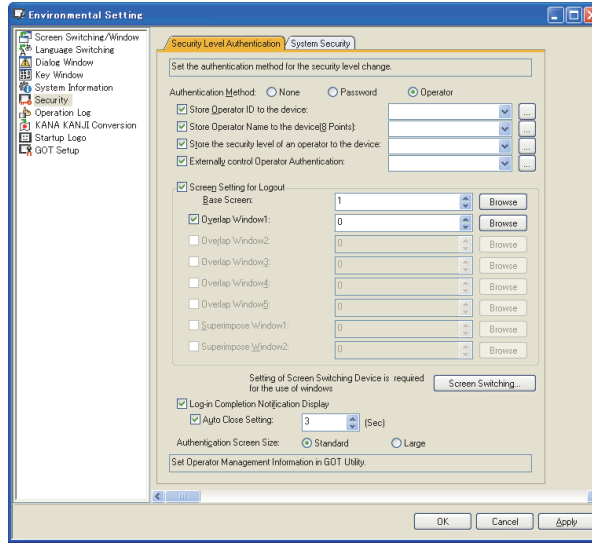 Environmental Setting
Screen Switching/Window
Language Switching
Dialog Window
Key Window
System Information
Security
Operation Log
KANA KANJI Conversion
Startup Logo
GOT Setup
Security Level Authentication
System Security
Set the authentication method for the security level change.
Authentication Method: None Password Operator
Store Operator ID to the device: ...
Store Operator Name to the device(8 Points): ...
Store the security level of an operator to the device: ...
Externally control Operator Authentication: ...
Screen Setting for Logout
Base Screen: 1 Browse
Overlap Window1: 0 Browse
Overlap Window2: 0 Browse
Overlap Window3: 0 Browse
Overlap Window4: 0 Browse
Overlap Window5: 0 Browse
Superimpose Window1: 0 Browse
Superimpose Window2: 0 Browse
Setting of Screen Switching Device is required
for the use of windows
Screen Switching...
Log-in Completion Notification Display
Auto Close Setting: 3 (Sec)
Authentication Screen Size: Standard Large
Set Operator Management Information in GOT Utility.
OK Cancel Apply